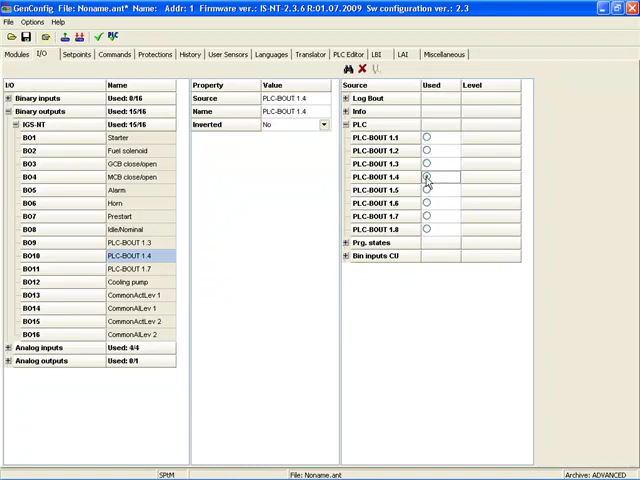 GenConfig File: Noname.ant* Name: Addr: 1 Firmware ver.: IS-NT-2.3.6 R:01.07.2009 Sw configuration ver.: 2.3
File Options Help
PLC
Modules I/O Setpoints Commands Protections History User Sensors Languages Translator PLC Editor LBI LAI Miscellaneous
I/O Name Property Value Source Used Level
Binary inputs Used: 0/16 Source PLC-BOUT 1.4 Log Bout
Binary outputs Used: 15/16 Name PLC-BOUT 1.4 Info
IGS-NT 15/16 Inverted No PLC
BO1 Starter PLC-BOUT 1.1
BO2 Fuel solenoid PLC-BOUT 1.2
BO3 GCB close/open PLC-BOUT 1.3
BO4 MCB close/open PLC-BOUT 1.4
BO5 Alarm PLC-BOUT 1.5
BO6 Horn PLC-BOUT 1.6
BO7 Prestart PLC-BOUT 1.7
BO8 Idle/Nominal PLC-BOUT 1.8
BO9 PLC-BOUT 1.3 Prg. states
BO10 PLC-BOUT 1.4 Bin inputs CU
BO11 PLC-BOUT 1.7
BO12 Cooling pump
BO13 CommonActLev 1
BO14 CommonAlLev 1
BO15 CommonActLev 2
BO16 CommonAlLev 2
Analog inputs Used: 4/4
Analog outputs Used: 0/1
SPtM File: Noname.ant Archive: ADVANCED